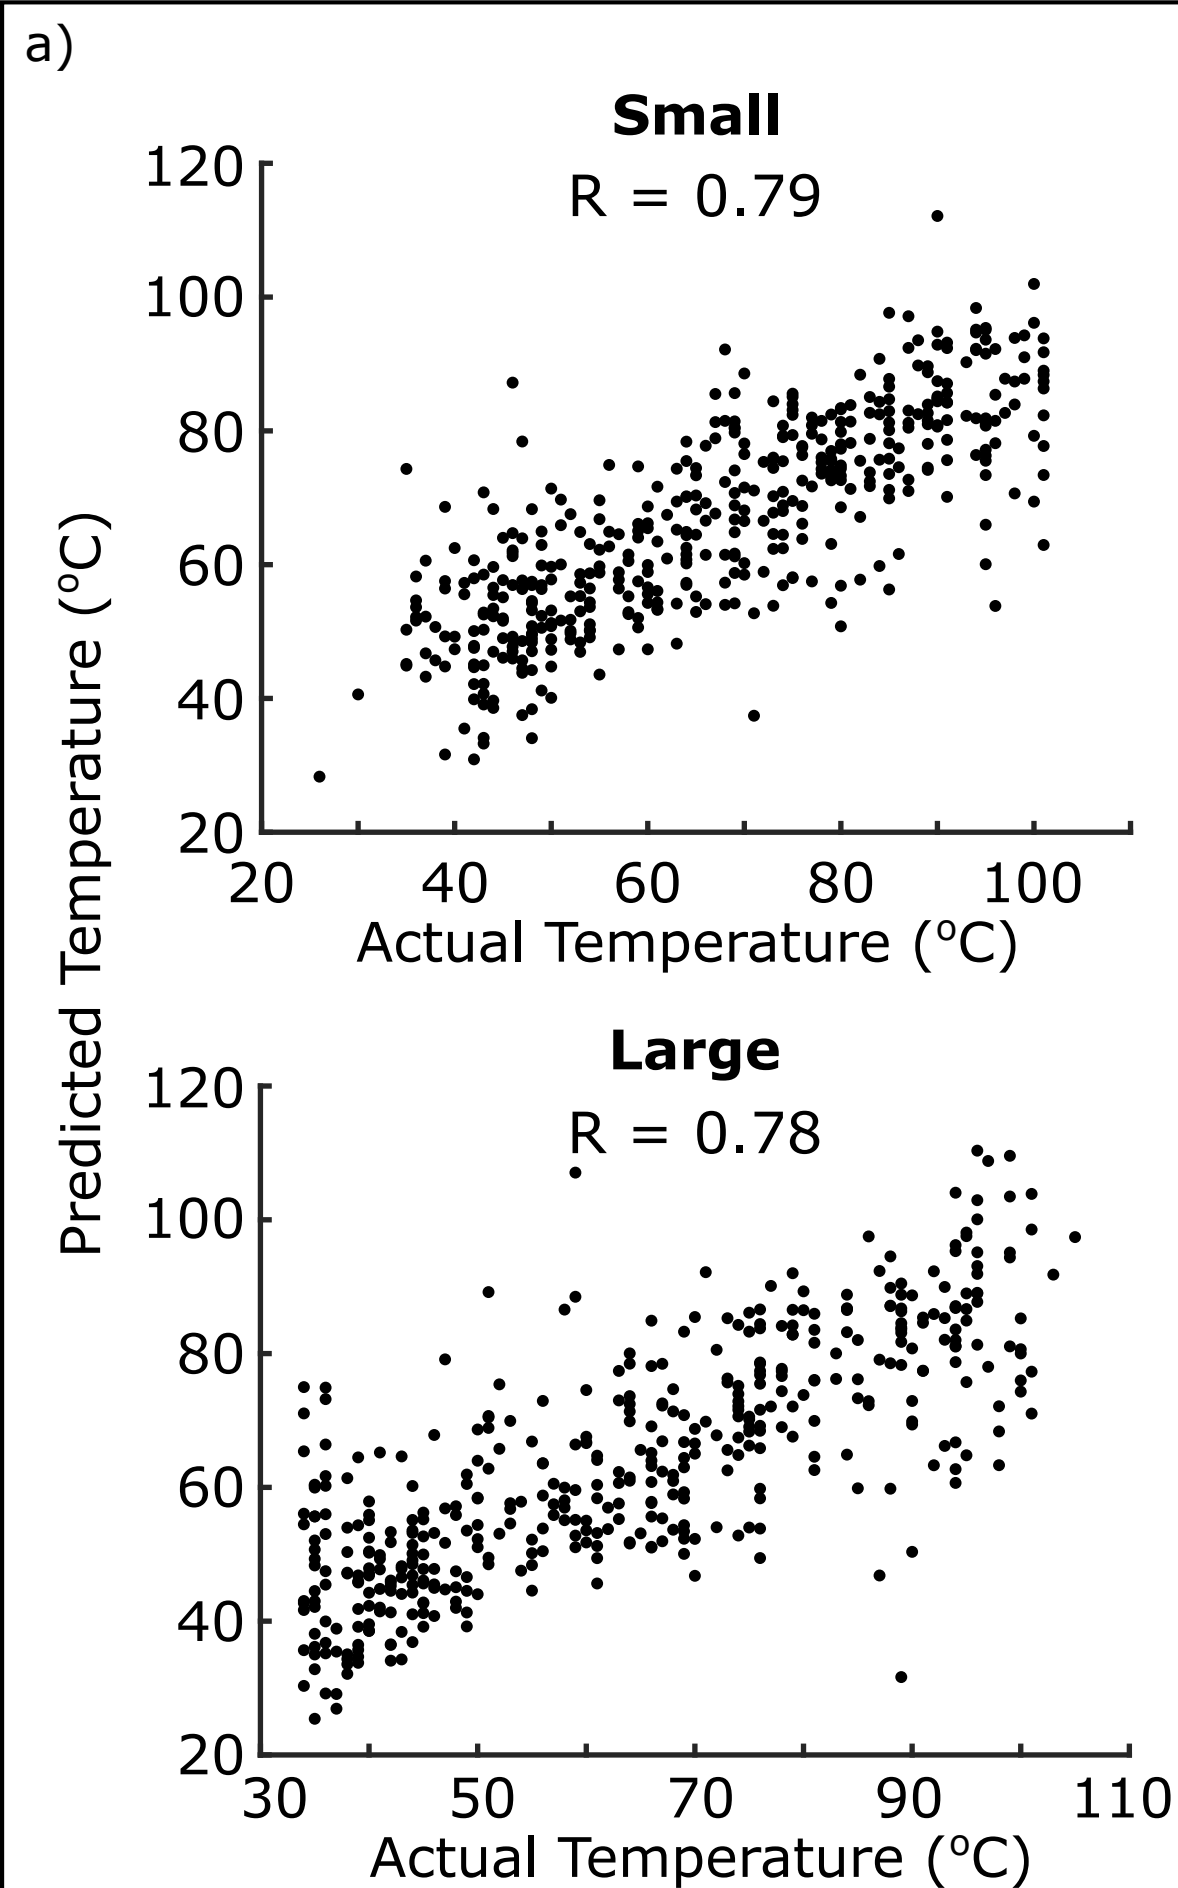 a)
Small
R = 0.79
120
100
80
60
40
20
20 40 60 80 100
Actual Temperature (°C)
Predicted Temperature (°C)
Large
R = 0.78
120
100
80
60
40
20
30 50 70 90 110
Actual Temperature (°C)